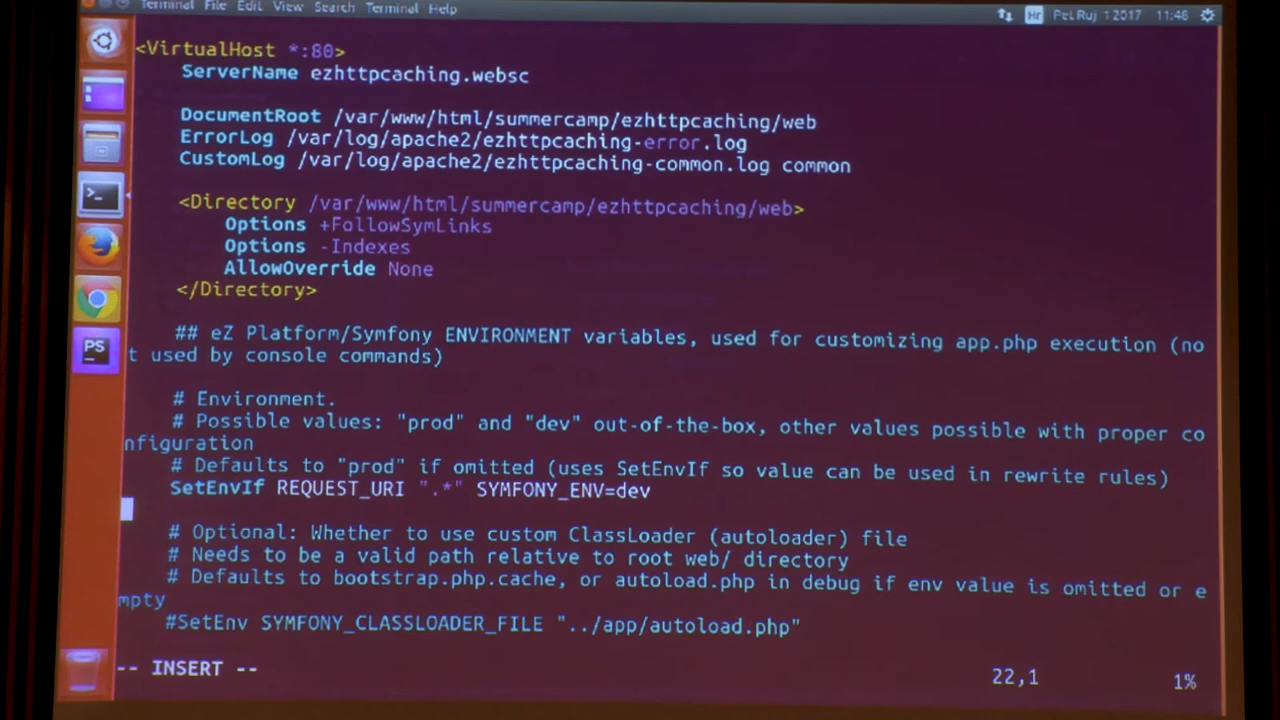 Terminal File Edit View Search Terminal Help
Hr Pet Ruj 1 2017 11:46
<VirtualHost *:80>
ServerName ezhttpcaching.websc
DocumentRoot /var/www/html/summercamp/ezhttpcaching/web
ErrorLog /var/log/apache2/ezhttpcaching-error.log
CustomLog /var/log/apache2/ezhttpcaching-common.log common
<Directory /var/www/html/summercamp/ezhttpcaching/web>
Options +FollowSymLinks
Options -Indexes
AllowOverride None
</Directory>
## eZ Platform/Symfony ENVIRONMENT variables, used for customizing app.php execution (no
t used by console commands)
# Environment.
# Possible values: "prod" and "dev" out-of-the-box, other values possible with proper co
nfiguration
# Defaults to "prod" if omitted (uses SetEnvIf so value can be used in rewrite rules)
SetEnvIf REQUEST_URI ".*" SYMFONY_ENV=dev
# Optional: Whether to use custom ClassLoader (autoloader) file
# Needs to be a valid path relative to root web/ directory
# Defaults to bootstrap.php.cache, or autoload.php in debug if env value is omitted or e
mpty
#SetEnv SYMFONY_CLASSLOADER_FILE "../app/autoload.php"
-- INSERT --
22,1
1%
PS